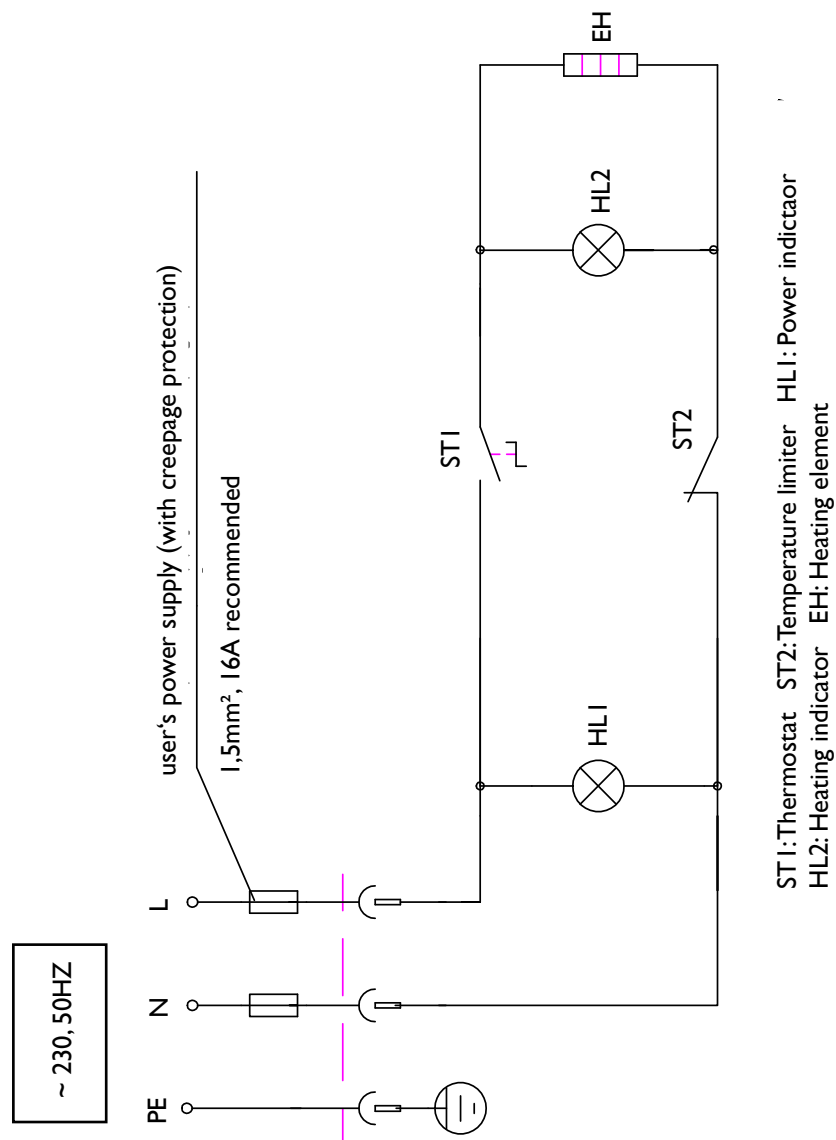 ~ 230, 50HZ
PE
N
L
user‘s power supply (with creepage protection)
1,5mm², 16A recommended
HL1
ST1
ST2
HL2
EH
ST1: Thermostat ST2: Temperature limiter HL1: Power indictaor
HL2: Heating indicator EH: Heating element